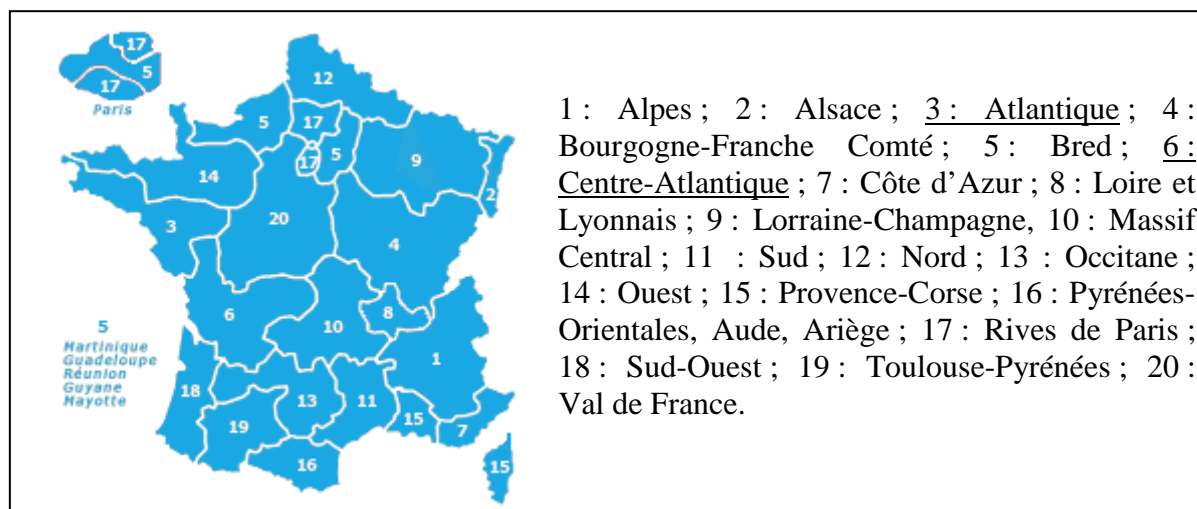 17
5
17
Paris
12
5
17
17
5
9
2
14
20
3
4
6
8
10
5
Martinique
Guadeloupe
Réunion
Guyane
Mayotte
1
18
13
11
19
15
7
16
15
1 : Alpes ; 2 : Alsace ; 3 : Atlantique ; 4 :
Bourgogne-Franche Comté ; 5 : Bred ; 6 :
Centre-Atlantique ; 7 : Côte d’Azur ; 8 : Loire et
Lyonnais ; 9 : Lorraine-Champagne, 10 : Massif
Central ; 11 : Sud ; 12 : Nord ; 13 : Occitane ;
14 : Ouest ; 15 : Provence-Corse ; 16 : Pyrénées-
Orientales, Aude, Ariège ; 17 : Rives de Paris ;
18 : Sud-Ouest ; 19 : Toulouse-Pyrénées ; 20 :
Val de France.